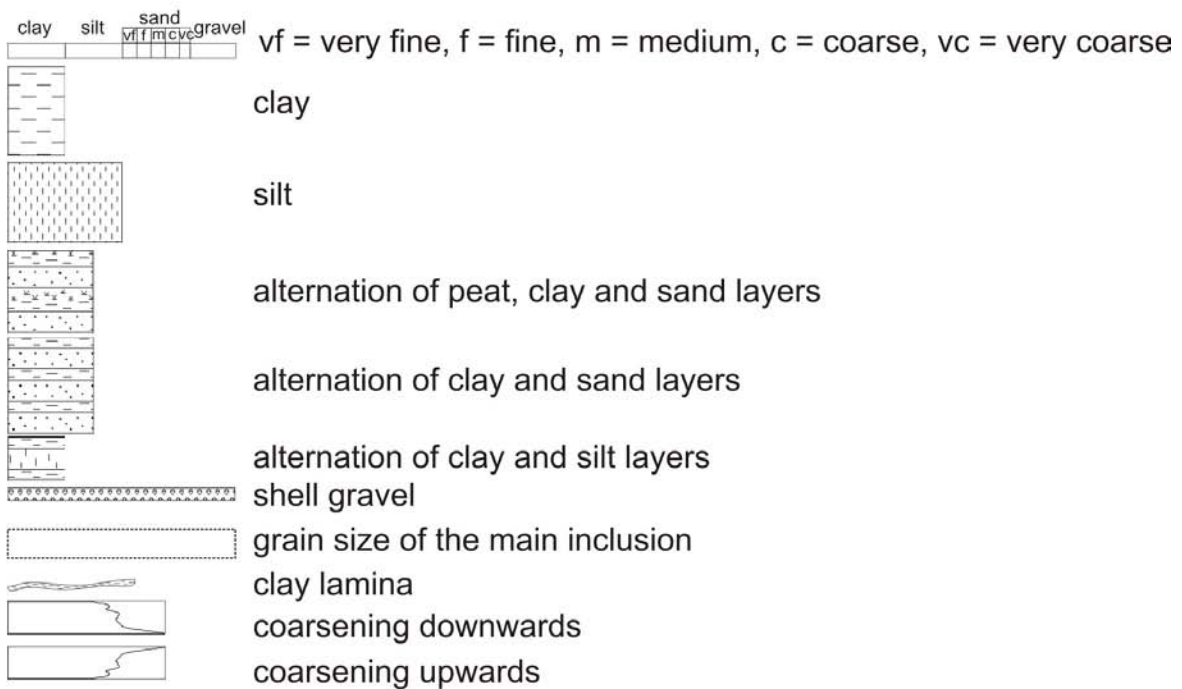 sand
clay silt gravel
vf f m c vc
vf = very fine, f = fine, m = medium, c = coarse, vc = very coarse
clay
silt
alternation of peat, clay and sand layers
alternation of clay and sand layers
alternation of clay and silt layers
shell gravel
grain size of the main inclusion
clay lamina
coarsening downwards
coarsening upwards